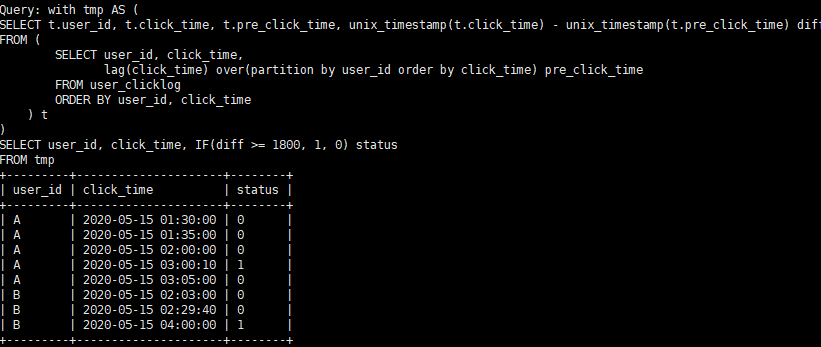 Query: with tmp AS (
SELECT t.user_id, t.click_time, t.pre_click_time, unix_timestamp(t.click_time) - unix_timestamp(t.pre_click_time) diff
FROM (
        SELECT user_id, click_time,
               lag(click_time) over(partition by user_id order by click_time) pre_click_time
        FROM user_clicklog
        ORDER BY user_id, click_time
    ) t
)
SELECT user_id, click_time, IF(diff >= 1800, 1, 0) status
FROM tmp
+---------+---------------------+--------+
| user_id | click_time          | status |
+---------+---------------------+--------+
| A       | 2020-05-15 01:30:00 | 0      |
| A       | 2020-05-15 01:35:00 | 0      |
| A       | 2020-05-15 02:00:00 | 0      |
| A       | 2020-05-15 03:00:10 | 1      |
| A       | 2020-05-15 03:05:00 | 0      |
| B       | 2020-05-15 02:03:00 | 0      |
| B       | 2020-05-15 02:29:40 | 0      |
| B       | 2020-05-15 04:00:00 | 1      |
+---------+---------------------+--------+